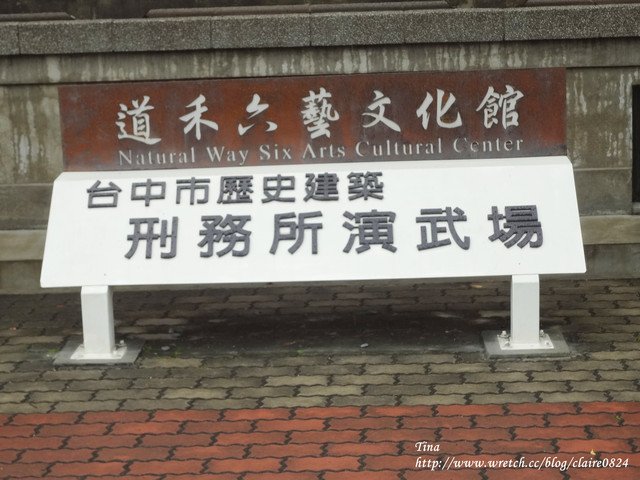 道禾六藝文化館
Natural Way Six Arts Cultural Center
台中市歷史建築
刑務所演武場
Tina
http://www.wretch.cc/blog/claire0824